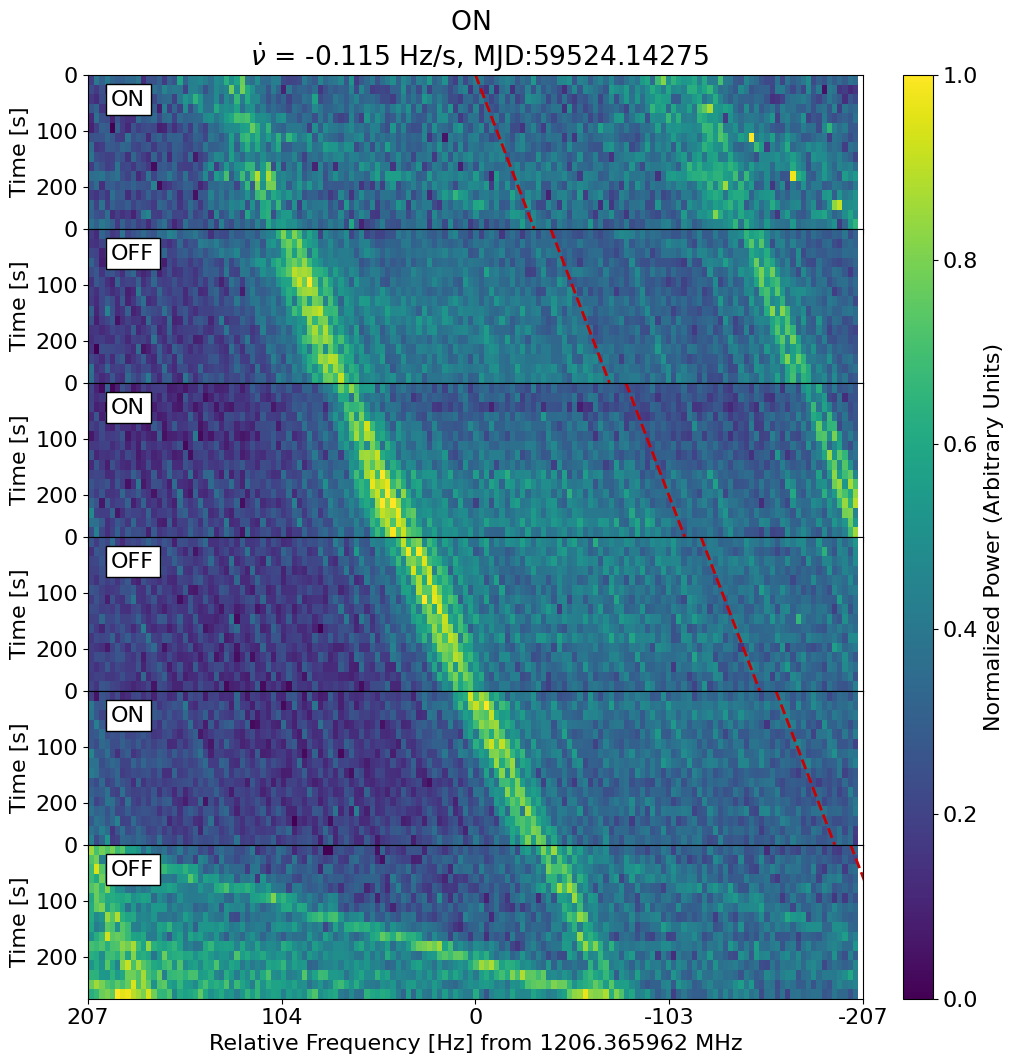 ON
ν̇ = -0.115 Hz/s, MJD:59524.14275
0
ON
100
Time [s]
200
0
OFF
100
Time [s]
200
0
ON
100
Time [s]
200
0
OFF
100
Time [s]
200
0
ON
100
Time [s]
200
0
OFF
100
Time [s]
200
207 104 0 -103 -207
Relative Frequency [Hz] from 1206.365962 MHz
1.0
0.8
0.6
0.4
0.2
0.0
Normalized Power (Arbitrary Units)